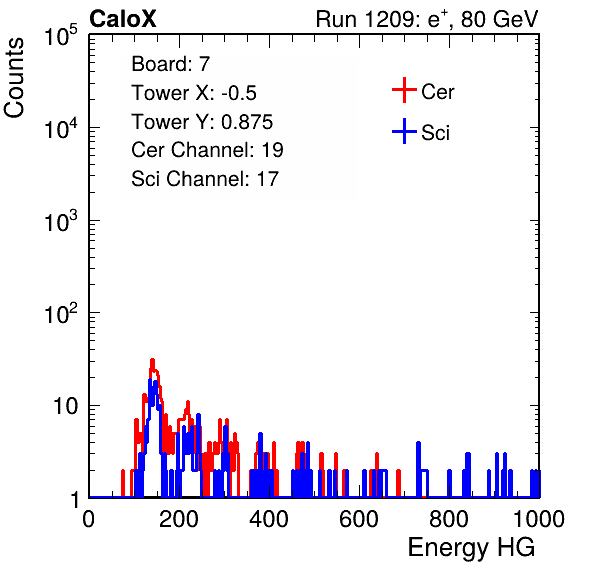 CaloX Run 1209: e⁺, 80 GeV
Counts
Board: 7
Tower X: -0.5
Tower Y: 0.875
Cer Channel: 19
Sci Channel: 17
Cer
Sci
10⁵
10⁴
10³
10²
10
1
0 200 400 600 800 1000
Energy HG